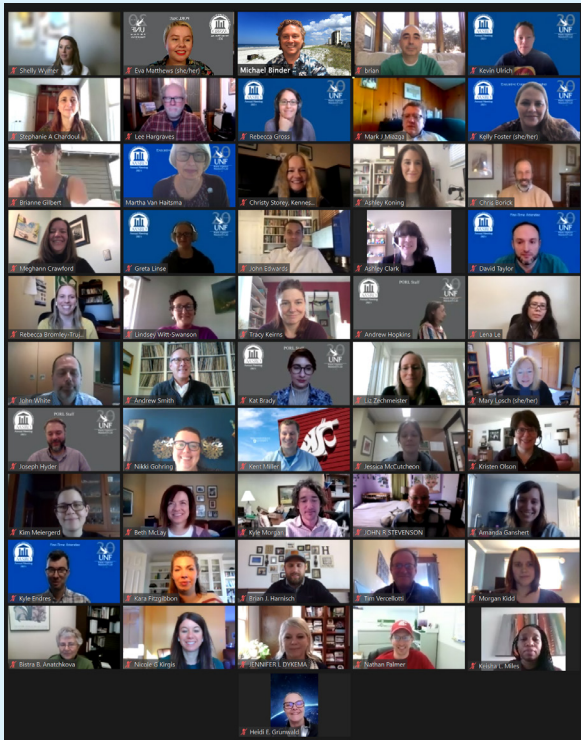 Shelly Wyther
Eva Matthews (she/her)
Michael Binder
brian
Kevin Ulrich
Stephanie A Chardoul
Lee Hargraves
Rebecca Gross
Mark J Miazga
Kelly Foster (she/her)
UNF
Brianne Gilbert
Martha Van Haitsma
Christy Storey, Kennes...
Ashley Koning
Chris Borick
Meghann Crawford
Greta Linse
John Edwards
Ashley Clark
David Taylor
Rebecca Bromley-Truj...
Lindsey Witt-Swanson
Tracy Keirns
Andrew Hopkins
Lena Le
John White
Andrew Smith
Kat Brady
Liz Zechmeister
Mary Losch (she/her)
Joseph Hyder
Nikki Gohring
Kent Miller
Jessica McCutcheon
Kristen Olson
Kim Meiergerd
Beth McLay
Kyle Morgan
JOHN R STEVENSON
Amanda Ganshert
UNF
Kyle Endres
Kara Fitzgibbon
Brian J. Harnisch
Tim Vercellotti
Morgan Kidd
Bistra B. Anatchkova
Nicole G Kirgis
JENNIFER L DYKEMA
Nathan Palmer
Keisha L. Miles
Heidi E. Grunwald